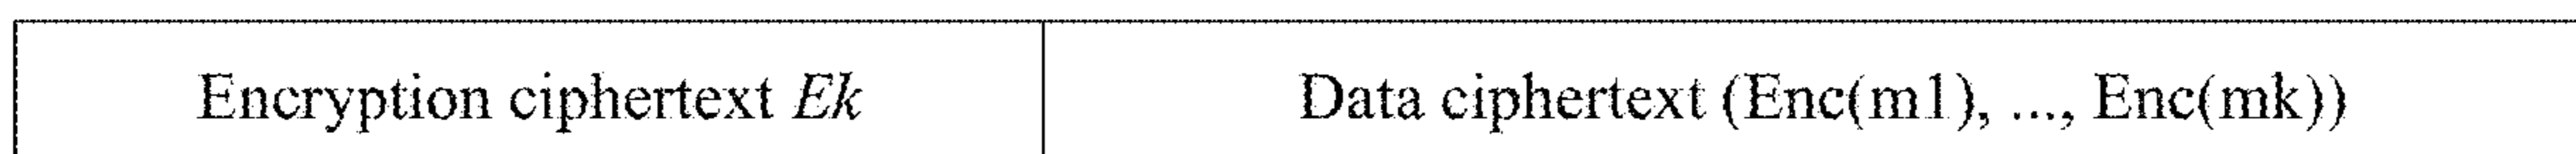 Encryption ciphertext Ek
Data ciphertext (Enc(m1), ..., Enc(mk))